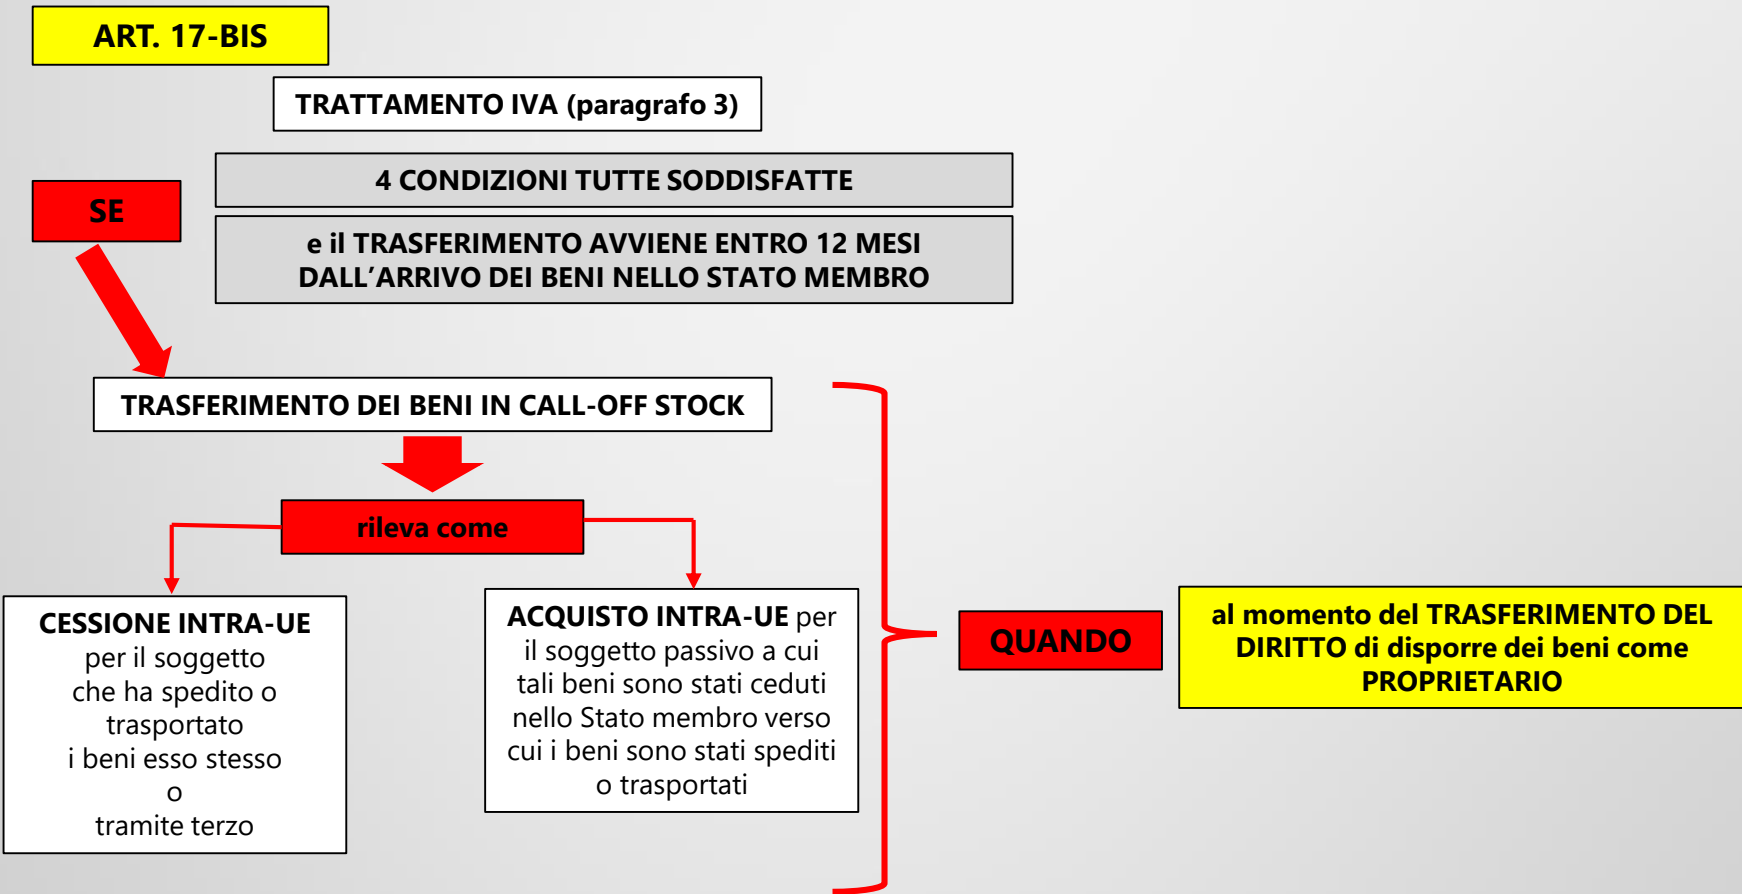 ART. 17-BIS
TRATTAMENTO IVA (paragrafo 3)
SE
4 CONDIZIONI TUTTE SODDISFATTE
e il TRASFERIMENTO AVVIENE ENTRO 12 MESI
DALL’ARRIVO DEI BENI NELLO STATO MEMBRO
TRASFERIMENTO DEI BENI IN CALL-OFF STOCK
rileva come
CESSIONE INTRA-UE
per il soggetto
che ha spedito o
trasportato
i beni esso stesso
o
tramite terzo
ACQUISTO INTRA-UE per
il soggetto passivo a cui
tali beni sono stati ceduti
nello Stato membro verso
cui i beni sono stati spediti
o trasportati
QUANDO
al momento del TRASFERIMENTO DEL
DIRITTO di disporre dei beni come
PROPRIETARIO